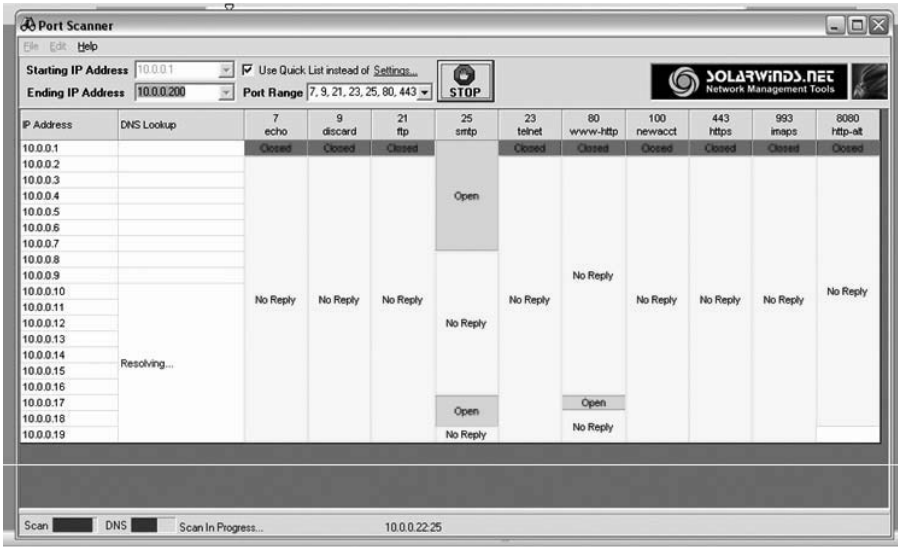 Port Scanner
File Edit Help
Starting IP Address 10.0.0.1 Use Quick List instead of Settings...
Ending IP Address 10.0.0.200 Port Range 7, 9, 21, 23, 25, 80, 443
STOP
SOLARWINDS.NET
Network Management Tools
IP Address DNS Lookup 7 echo 9 discard 21 ftp 25 smtp 23 telnet 80 www-http 100 newacct 443 https 993 imaps 8080 http-alt
10.0.0.1 Closed Closed Closed Closed Closed Closed Closed Closed Closed
10.0.0.2
10.0.0.3
10.0.0.4 Open
10.0.0.5
10.0.0.6
10.0.0.7
10.0.0.8
10.0.0.9 No Reply
10.0.0.10 No Reply
10.0.0.11 No Reply No Reply No Reply No Reply No Reply No Reply No Reply
10.0.0.12 No Reply
10.0.0.13
10.0.0.14 Resolving...
10.0.0.15
10.0.0.16
10.0.0.17 Open
10.0.0.18 Open No Reply
10.0.0.19 No Reply
Scan DNS Scan In Progress... 10.0.0.22:25